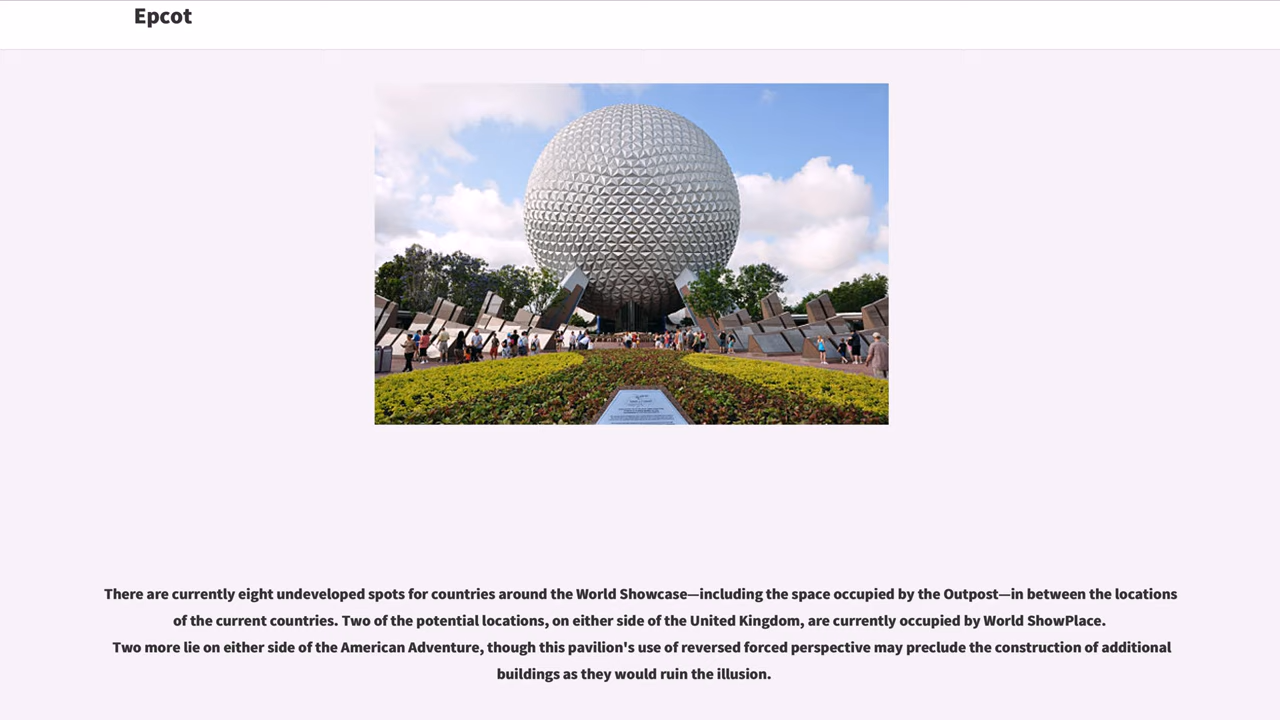 Epcot
There are currently eight undeveloped spots for countries around the World Showcase—including the space occupied by the Outpost—in between the locations
of the current countries. Two of the potential locations, on either side of the United Kingdom, are currently occupied by World ShowPlace.
Two more lie on either side of the American Adventure, though this pavilion's use of reversed forced perspective may preclude the construction of additional
buildings as they would ruin the illusion.